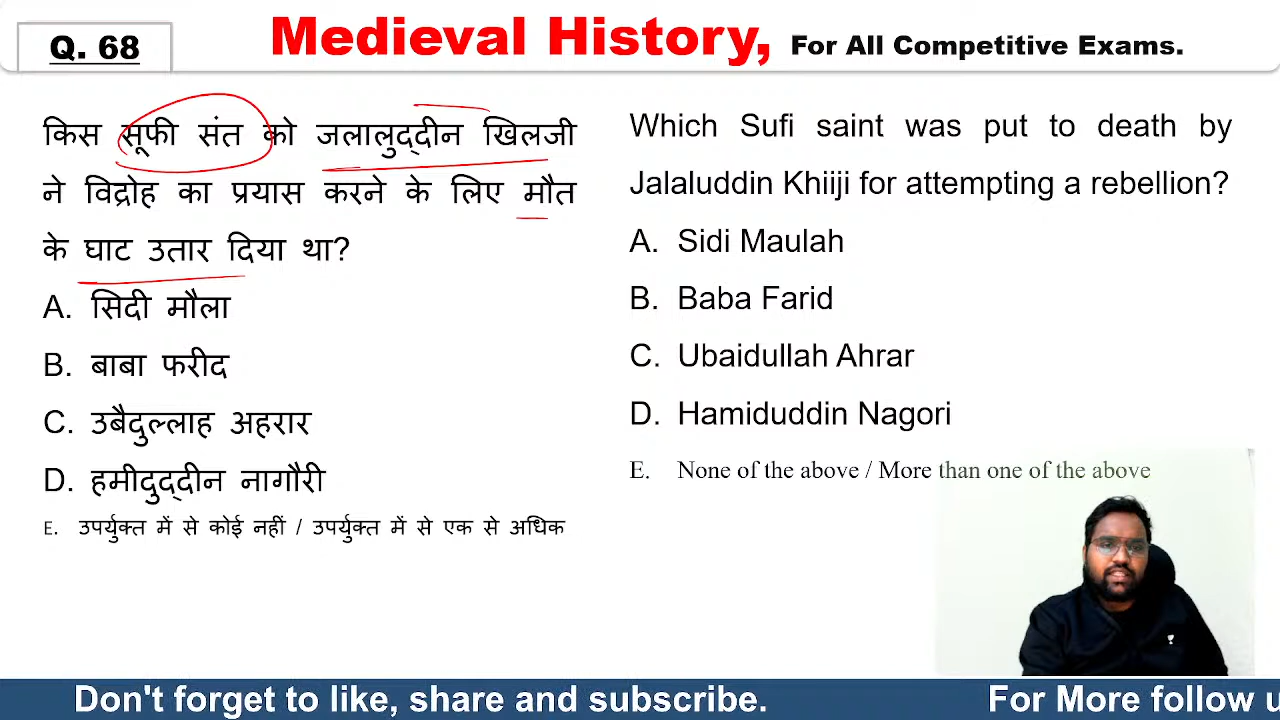 Q. 68
Medieval History, For All Competitive Exams.
किस सूफी संत को जलालुद्दीन खिलजी
ने विद्रोह का प्रयास करने के लिए मौत
के घाट उतार दिया था?
A. सिदी मौला
B. बाबा फरीद
C. उबैदुल्लाह अहरार
D. हमीदुद्दीन नागौरी
E. उपर्युक्त में से कोई नहीं / उपर्युक्त में से एक से अधिक
Which Sufi saint was put to death by
Jalaluddin Khiiji for attempting a rebellion?
A. Sidi Maulah
B. Baba Farid
C. Ubaidullah Ahrar
D. Hamiduddin Nagori
E. None of the above / More than one of the above
Don't forget to like, share and subscribe. For More follow u